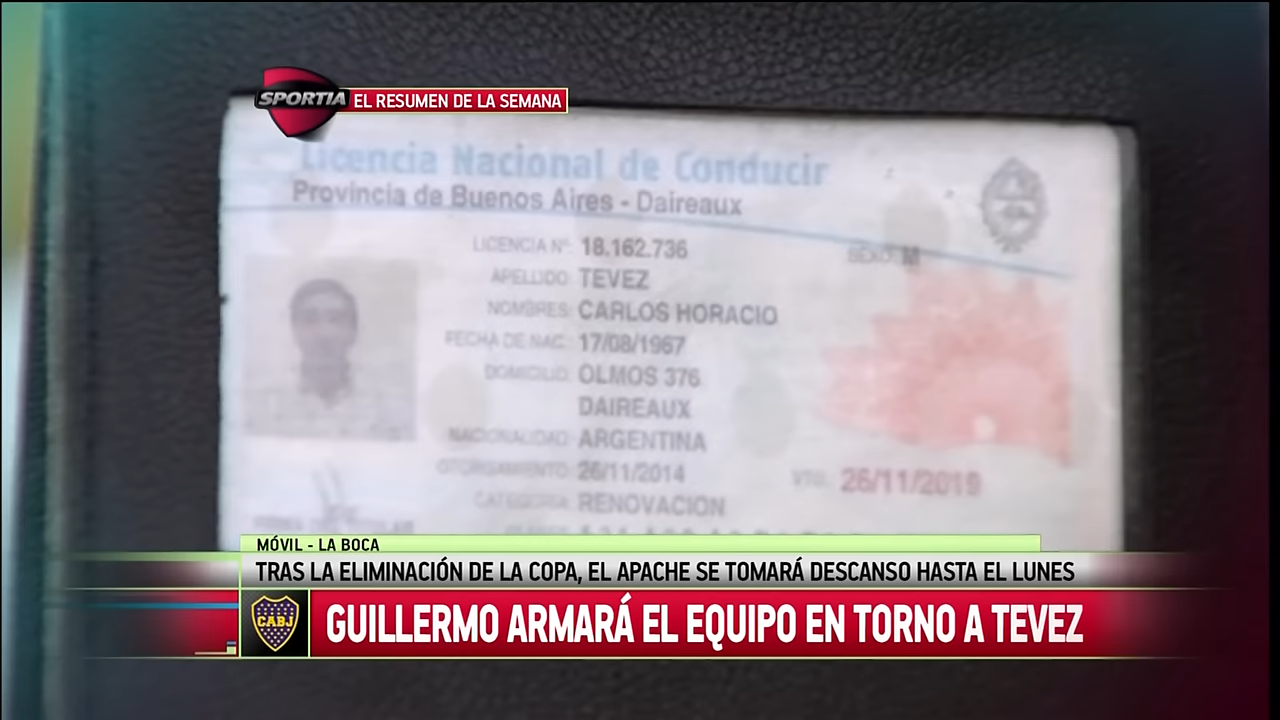 SPORTIA EL RESUMEN DE LA SEMANA
Licencia Nacional de Conducir
Provincia de Buenos Aires - Daireaux
LICENCIA Nº: 18.162.736
SEXO: M
APELLIDO: TEVEZ
NOMBRES: CARLOS HORACIO
FECHA DE NAC: 17/08/1967
DOMICILIO: OLMOS 376
DAIREAUX
NACIONALIDAD: ARGENTINA
OTORGAMIENTO: 26/11/2014
VTO: 26/11/2019
CATEGORIA: RENOVACION
MÓVIL - LA BOCA
TRAS LA ELIMINACIÓN DE LA COPA, EL APACHE SE TOMARÁ DESCANSO HASTA EL LUNES
CABJ
GUILLERMO ARMARÁ EL EQUIPO EN TORNO A TEVEZ